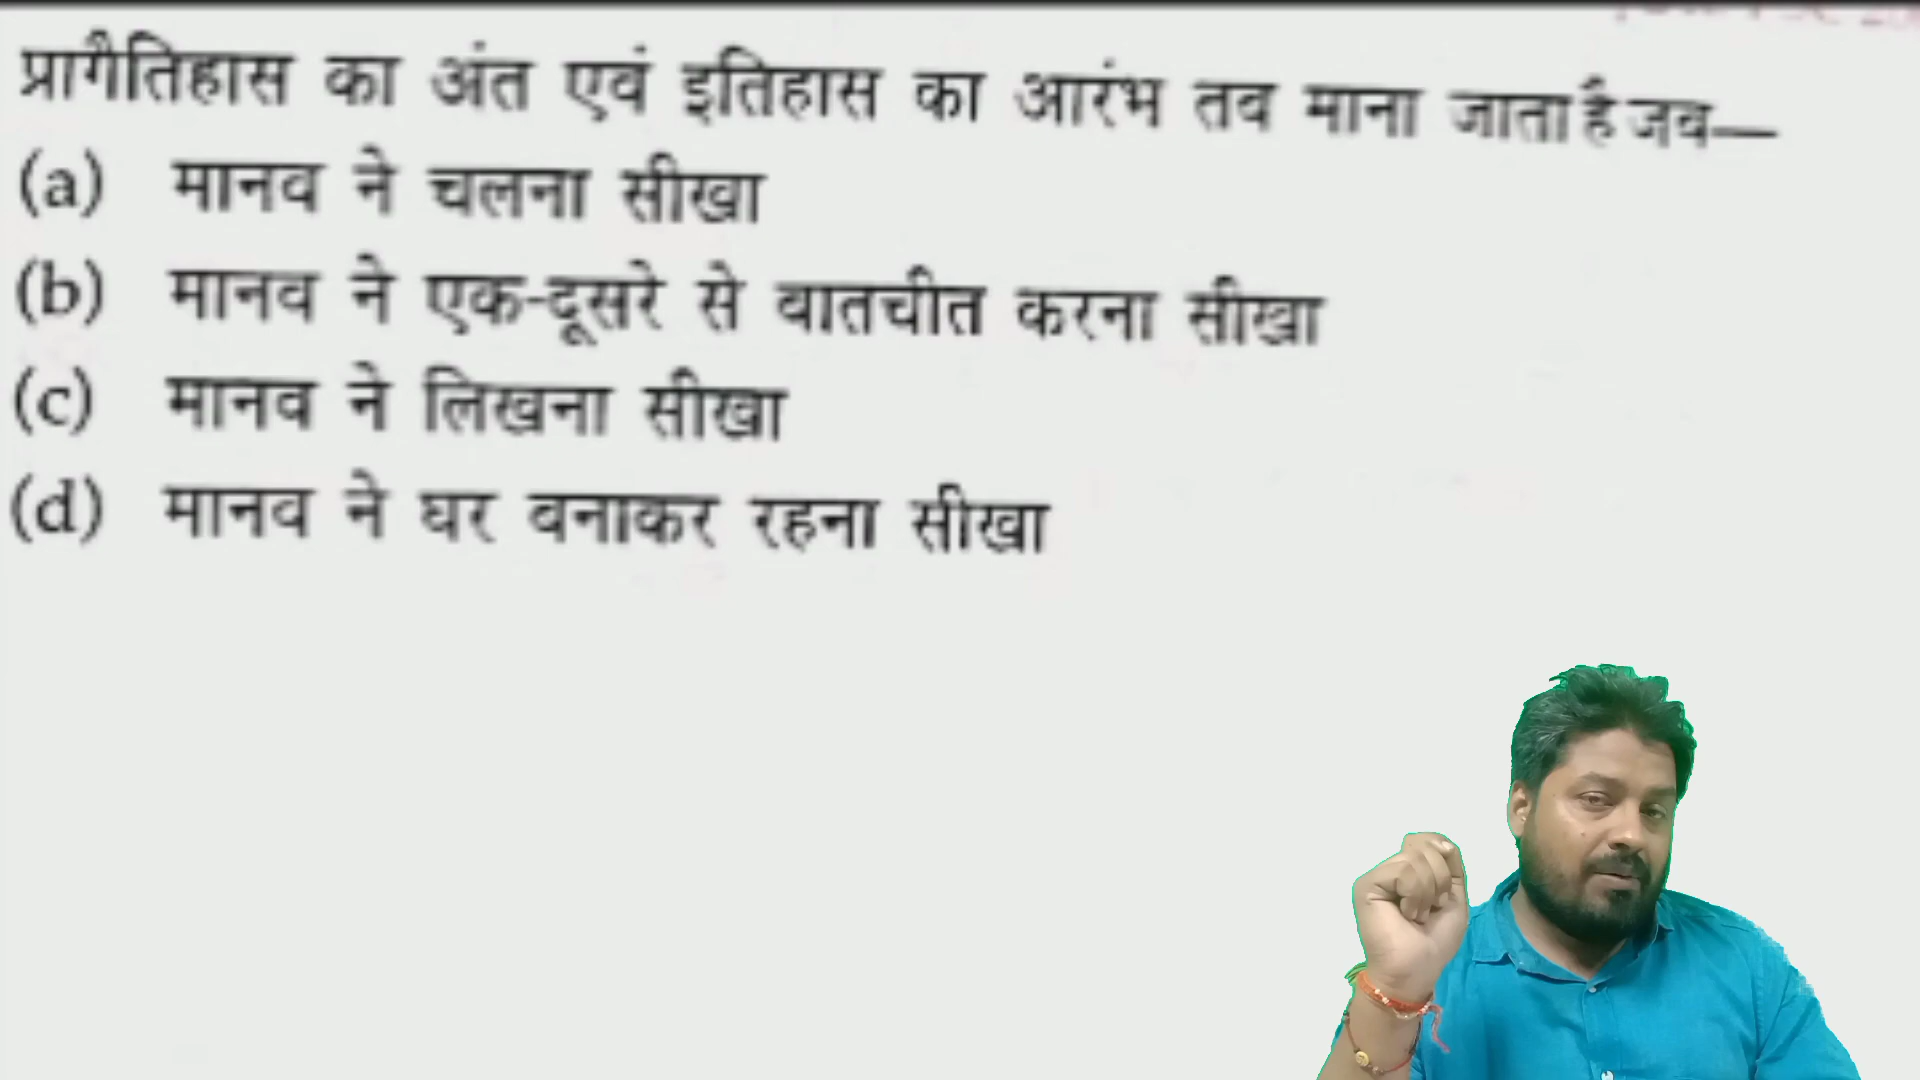 प्रागैतिहास का अंत एवं इतिहास का आरंभ तब माना जाता है जब—
(a) मानव ने चलना सीखा
(b) मानव ने एक-दूसरे से बातचीत करना सीखा
(c) मानव ने लिखना सीखा
(d) मानव ने घर बनाकर रहना सीखा